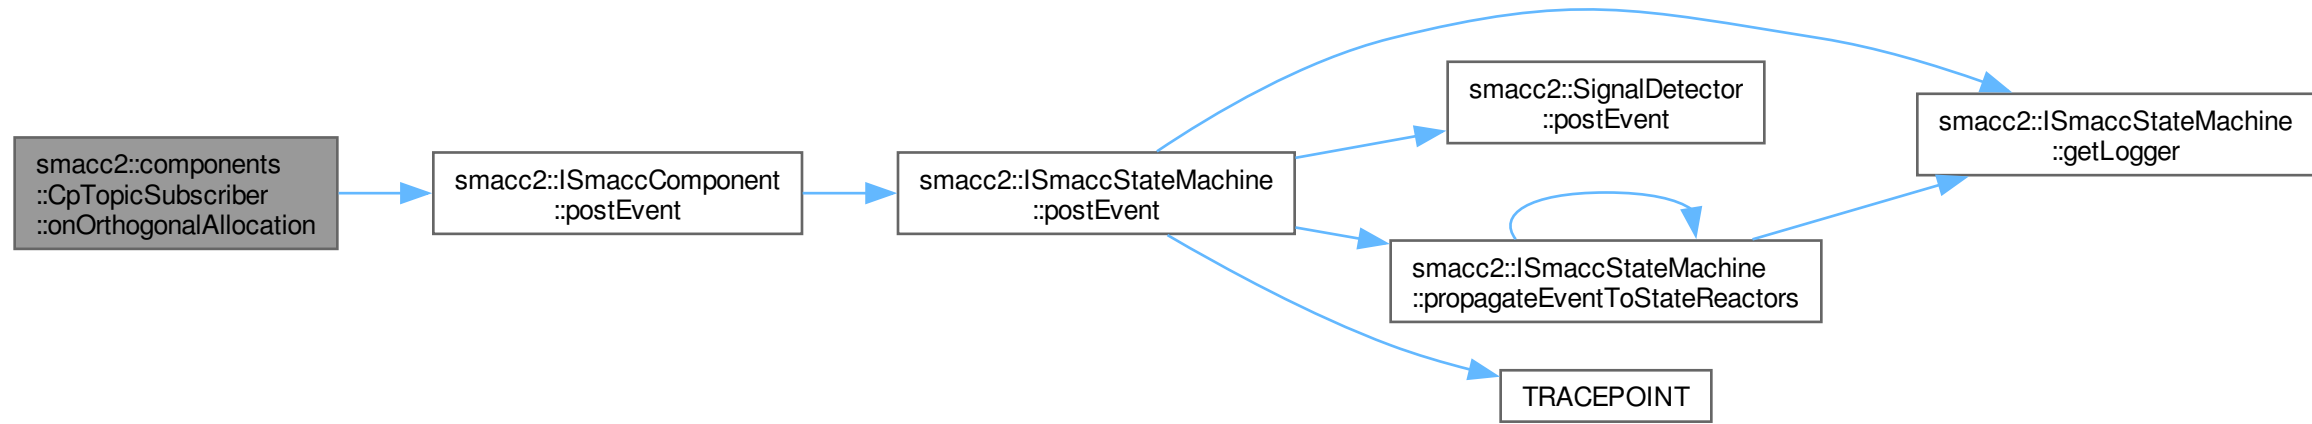 smacc2::components
::CpTopicSubscriber
::onOrthogonalAllocation
smacc2::ISmaccComponent
::postEvent
smacc2::ISmaccStateMachine
::postEvent
smacc2::SignalDetector
::postEvent
smacc2::ISmaccStateMachine
::propagateEventToStateReactors
TRACEPOINT
smacc2::ISmaccStateMachine
::getLogger